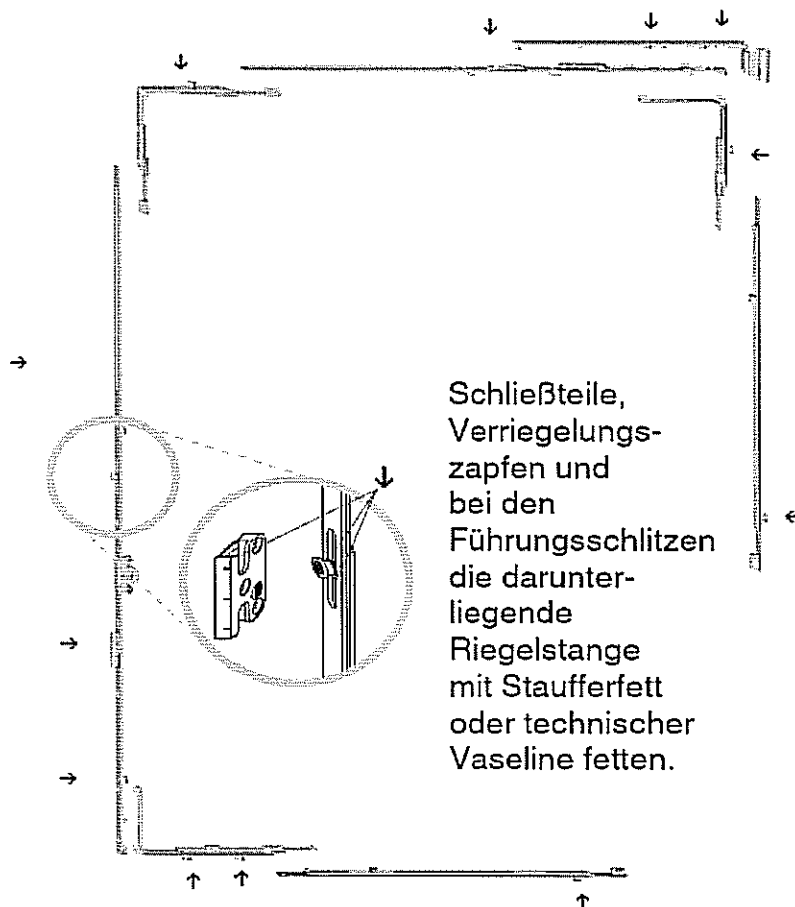 Schließteile,
Verriegelungs-
zapfen und
bei den
Führungsschlitzen
die darunter-
liegende
Riegelstange
mit Staufferfett
oder technischer
Vaseline fetten.